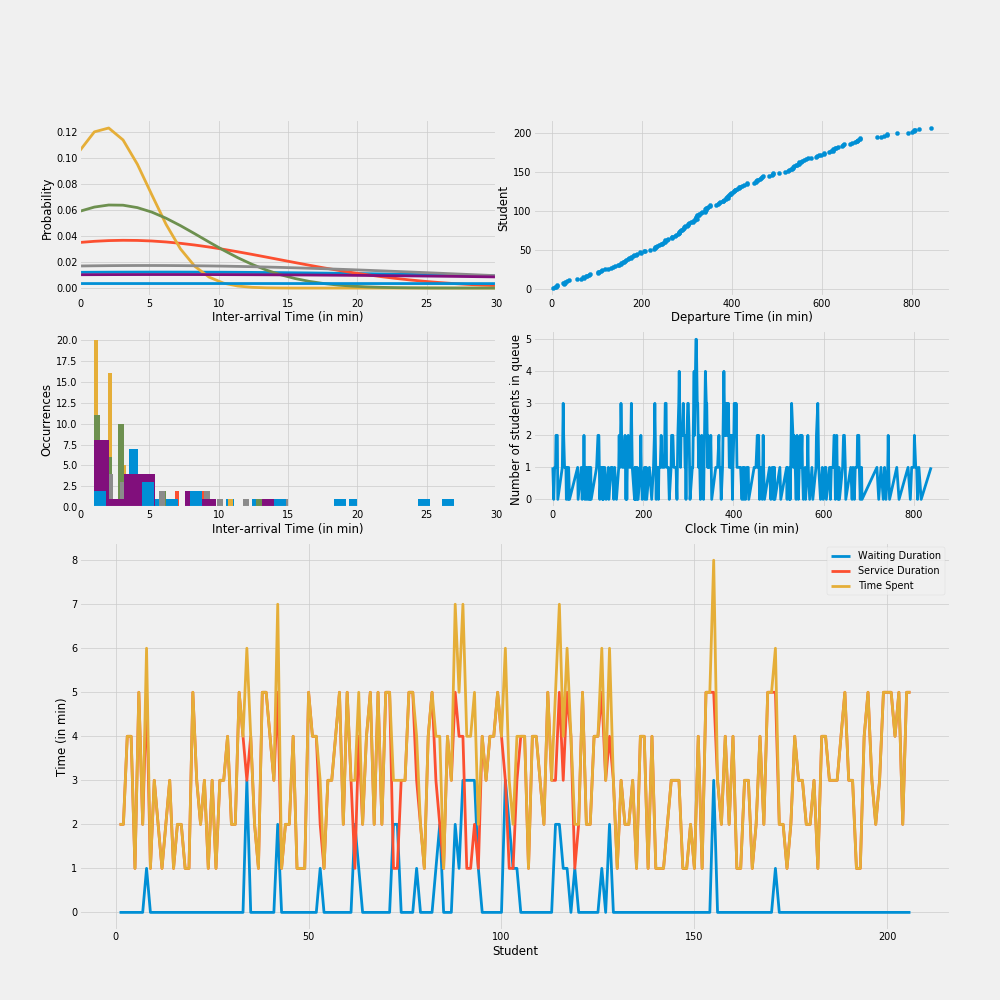 0.12
0.10
0.08
0.06
0.04
0.02
0.00
Probability
0 5 10 15 20 25 30
Inter-arrival Time (in min)
200
150
100
50
0
Student
0 200 400 600 800
Departure Time (in min)
20.0
17.5
15.0
12.5
10.0
7.5
5.0
2.5
0.0
Occurrences
0 5 10 15 20 25 30
Inter-arrival Time (in min)
5
4
3
2
1
0
Number of students in queue
0 200 400 600 800
Clock Time (in min)
8
7
6
5
4
3
2
1
0
Time (in min)
Waiting Duration
Service Duration
Time Spent
0 50 100 150 200
Student